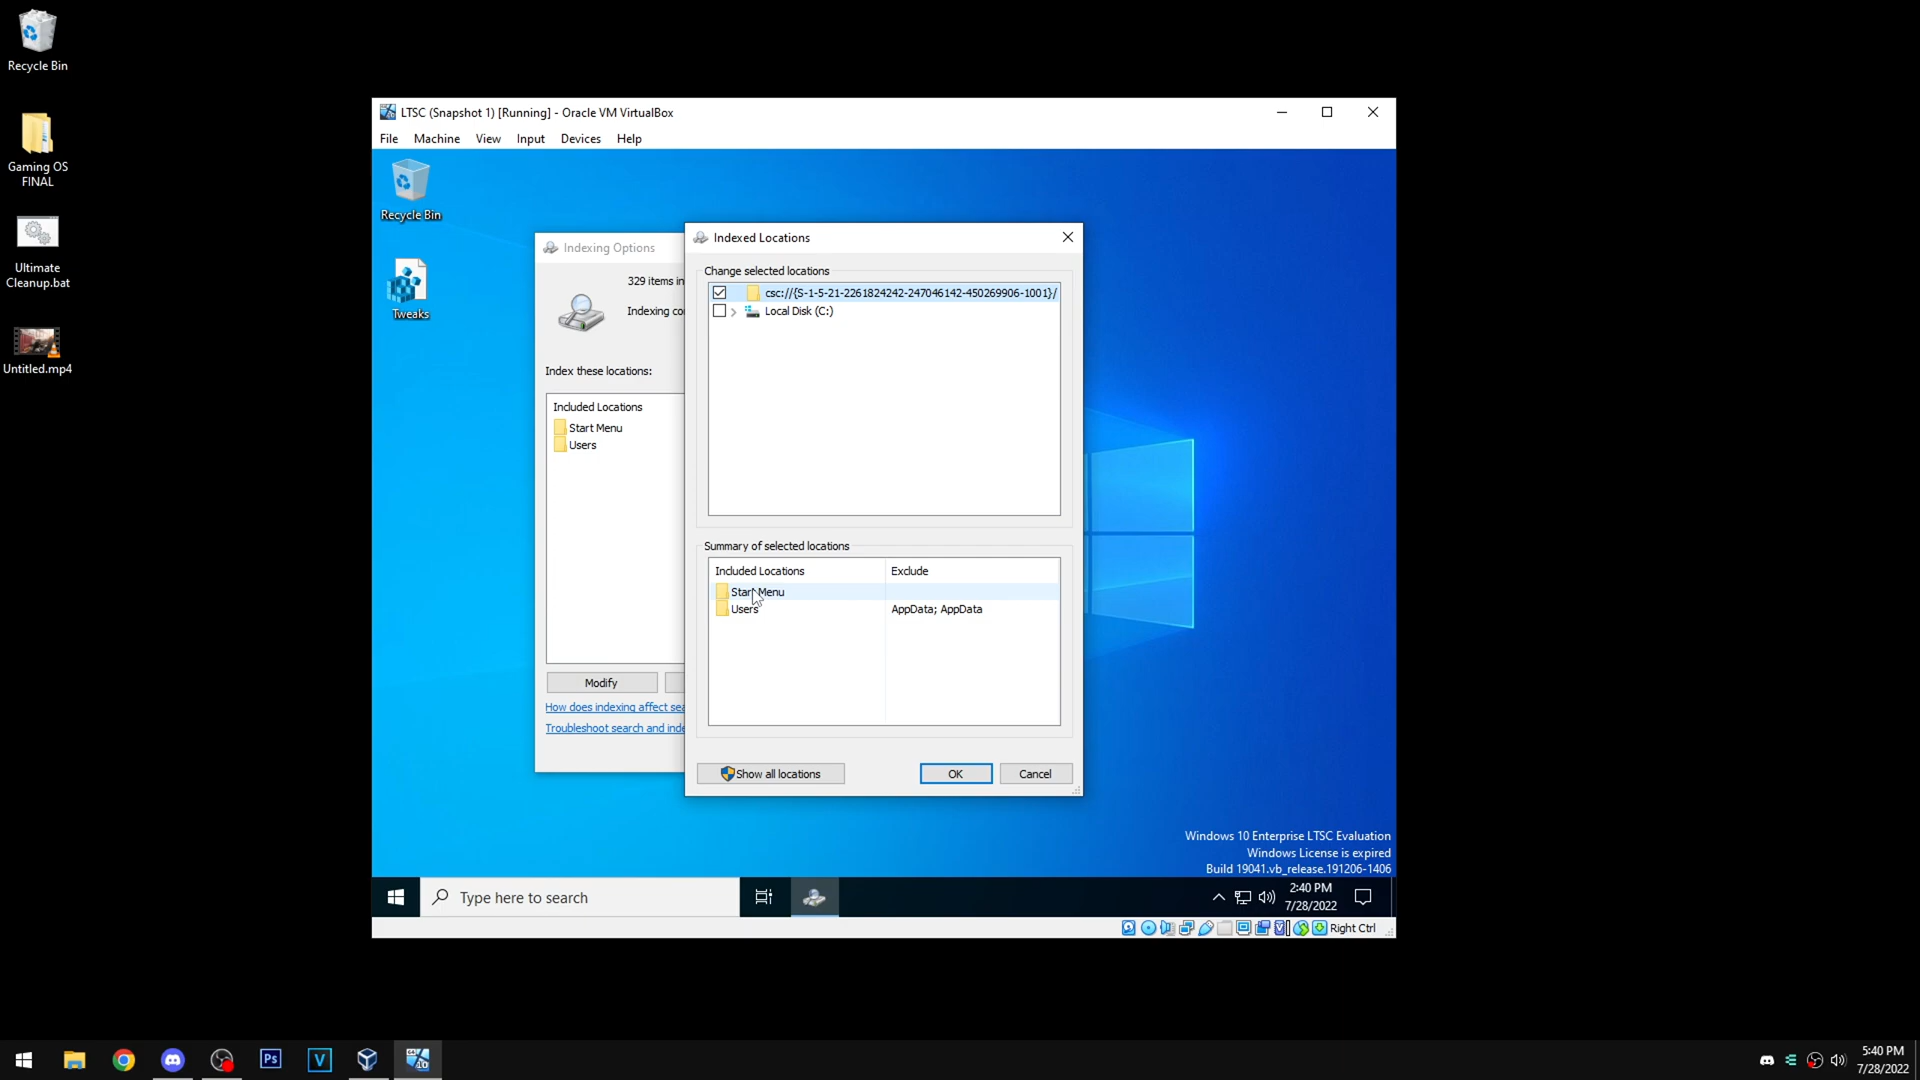 Recycle Bin
Gaming OS
FINAL
Ultimate
Cleanup.bat
Untitled.mp4
LTSC (Snapshot 1) [Running] - Oracle VM VirtualBox
File Machine View Input Devices Help
Recycle Bin
Tweaks
Indexing Options
329 items in
Indexing co
Index these locations:
Included Locations
Start Menu
Users
Modify
How does indexing affect sea
Troubleshoot search and inde
Indexed Locations
Change selected locations
csc://{S-1-5-21-2261824242-247046142-450269906-1001}/
Local Disk (C:)
Summary of selected locations
Included Locations Exclude
Start Menu
Users AppData; AppData
Show all locations OK Cancel
Windows 10 Enterprise LTSC Evaluation
Windows License is expired
Build 19041.vb_release.191206-1406
Type here to search
2:40 PM
7/28/2022
Right Ctrl
Ps
V
10
5:40 PM
7/28/2022